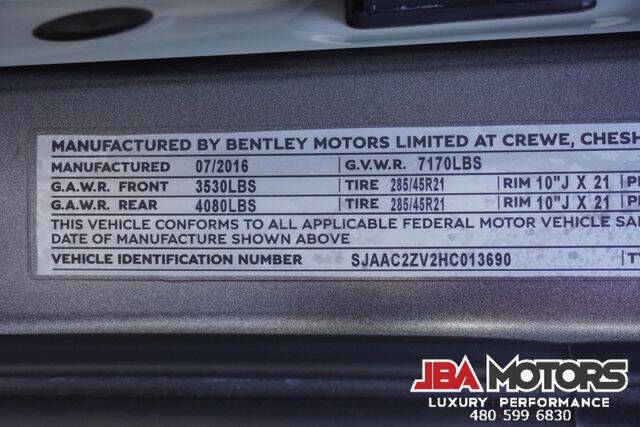 MANUFACTURED BY BENTLEY MOTORS LIMITED AT CREWE, CHESH
MANUFACTURED 07/2016 G.V.W.R. 7170LBS
G.A.W.R. FRONT 3530LBS TIRE 285/45R21 RIM 10"J X 21
G.A.W.R. REAR 4080LBS TIRE 285/45R21 RIM 10"J X 21
THIS VEHICLE CONFORMS TO ALL APPLICABLE FEDERAL MOTOR VEHICLE SA
DATE OF MANUFACTURE SHOWN ABOVE
VEHICLE IDENTIFICATION NUMBER SJAAC2ZV2HC013690
JBA MOTORS
LUXURY PERFORMANCE
480 599 6830